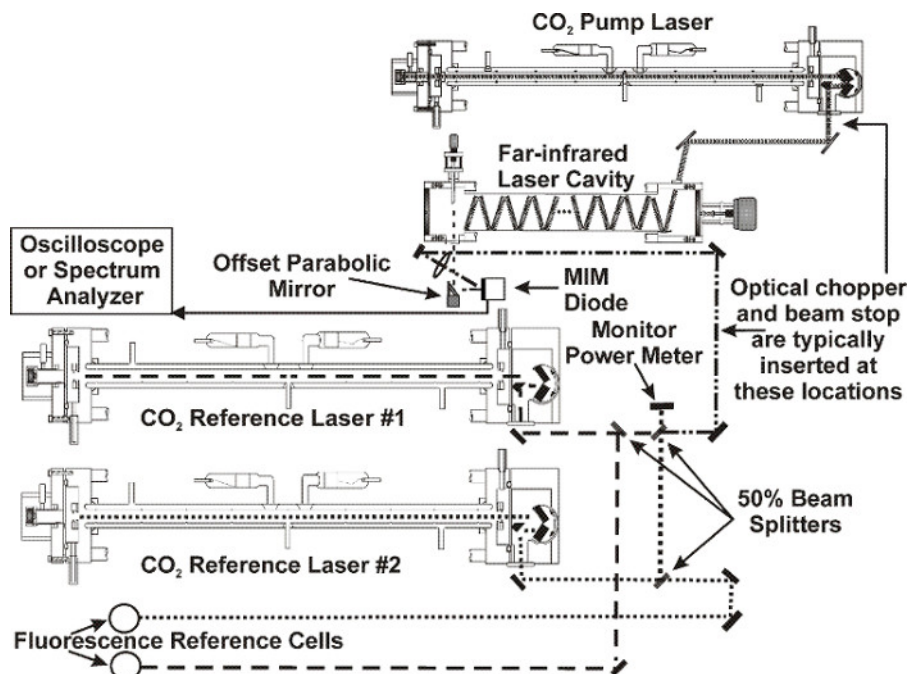 CO2 Pump Laser
Far-infrared
Laser Cavity
Oscilloscope
or Spectrum
Analyzer
Offset Parabolic
Mirror
MIM
Diode
Monitor
Power Meter
Optical chopper
and beam stop
are typically
inserted at
these locations
CO2 Reference Laser #1
50% Beam
Splitters
CO2 Reference Laser #2
Fluorescence Reference Cells